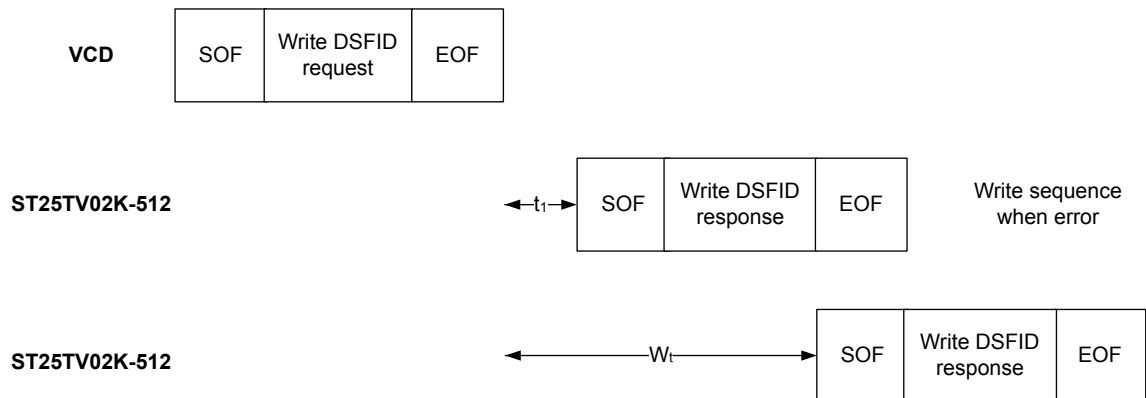 VCD
SOF
Write DSFID
request
EOF
ST25TV02K-512
t1
SOF
Write DSFID
response
EOF
Write sequence
when error
ST25TV02K-512
Wt
SOF
Write DSFID
response
EOF